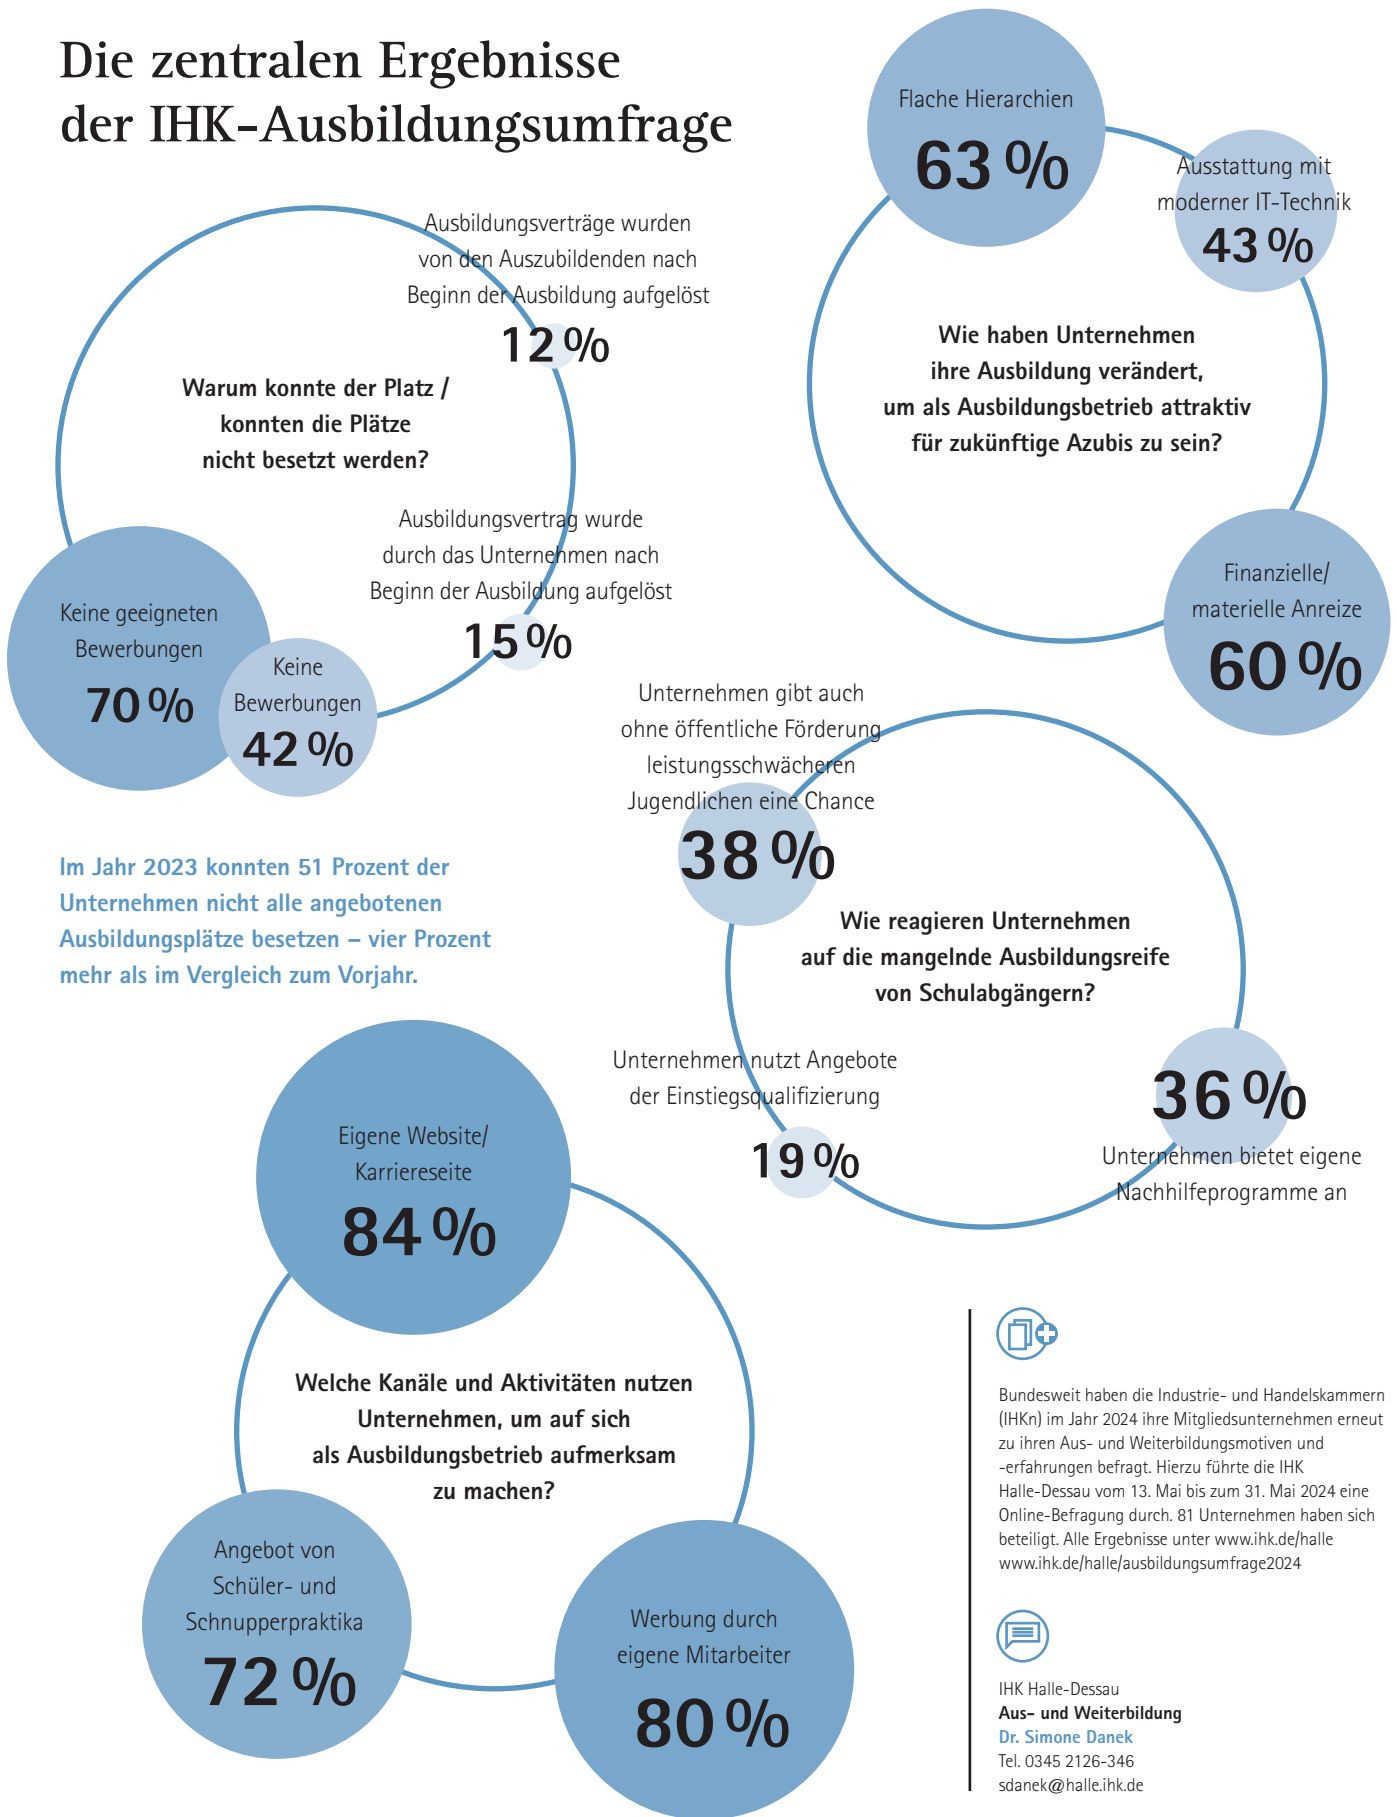 Die zentralen Ergebnisse
der IHK-Ausbildungsumfrage
Ausbildungsverträge wurden
von den Auszubildenden nach
Beginn der Ausbildung aufgelöst
12 %
Warum konnte der Platz /
konnten die Plätze
nicht besetzt werden?
Ausbildungsvertrag wurde
durch das Unternehmen nach
Beginn der Ausbildung aufgelöst
15 %
Keine geeigneten
Bewerbungen
70 %
Keine
Bewerbungen
42 %
Flache Hierarchien
63 %
Ausstattung mit
moderner IT-Technik
43 %
Wie haben Unternehmen
ihre Ausbildung verändert,
um als Ausbildungsbetrieb attraktiv
für zukünftige Azubis zu sein?
Finanzielle/
materielle Anreize
60 %
Im Jahr 2023 konnten 51 Prozent der
Unternehmen nicht alle angebotenen
Ausbildungsplätze besetzen – vier Prozent
mehr als im Vergleich zum Vorjahr.
Unternehmen gibt auch
ohne öffentliche Förderung
leistungsschwächeren
Jugendlichen eine Chance
38 %
Wie reagieren Unternehmen
auf die mangelnde Ausbildungsreife
von Schulabgängern?
Unternehmen nutzt Angebote
der Einstiegsqualifizierung
19 %
36 %
Unternehmen bietet eigene
Nachhilfeprogramme an
Eigene Website/
Karriereseite
84 %
Welche Kanäle und Aktivitäten nutzen
Unternehmen, um auf sich
als Ausbildungsbetrieb aufmerksam
zu machen?
Angebot von
Schüler- und
Schnupperpraktika
72 %
Werbung durch
eigene Mitarbeiter
80 %
Bundesweit haben die Industrie- und Handelskammern
(IHKn) im Jahr 2024 ihre Mitgliedsunternehmen erneut
zu ihren Aus- und Weiterbildungsmotiven und
-erfahrungen befragt. Hierzu führte die IHK
Halle-Dessau vom 13. Mai bis zum 31. Mai 2024 eine
Online-Befragung durch. 81 Unternehmen haben sich
beteiligt. Alle Ergebnisse unter www.ihk.de/halle
www.ihk.de/halle/ausbildungsumfrage2024
IHK Halle-Dessau
Aus- und Weiterbildung
Dr. Simone Danek
Tel. 0345 2126-346
sdanek@halle.ihk.de